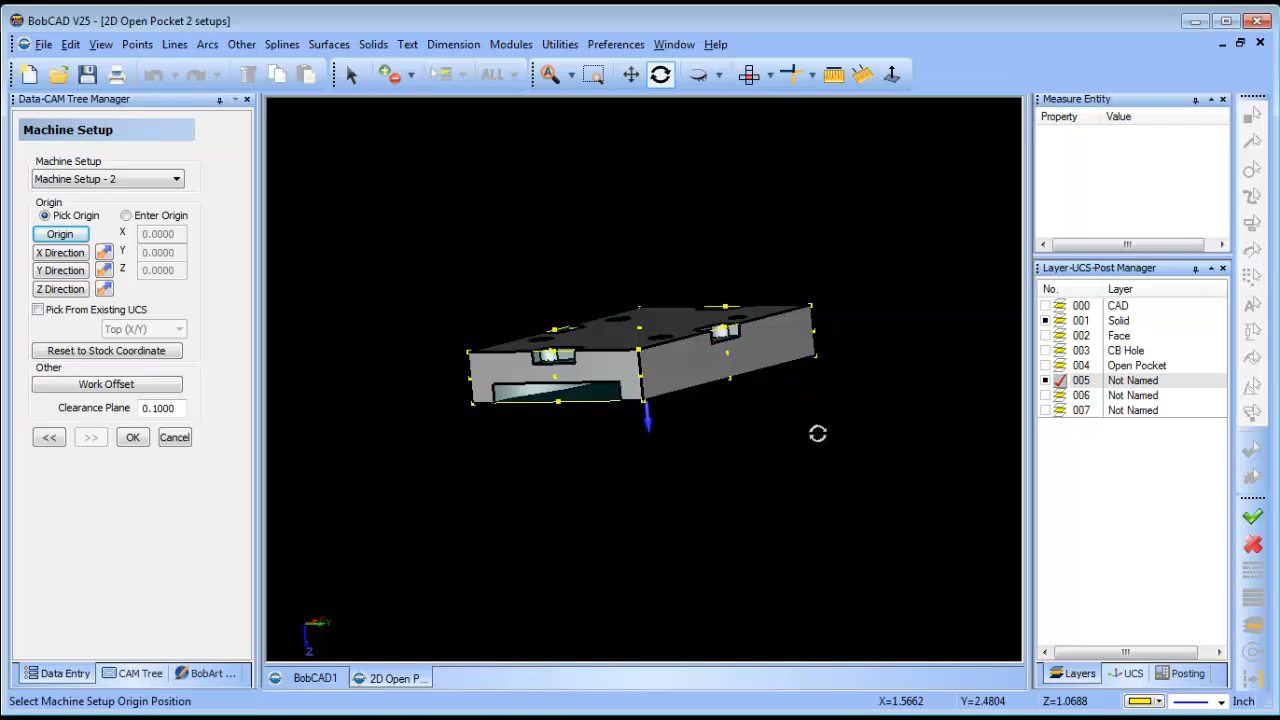 BobCAD V25 - [2D Open Pocket 2 setups]
File Edit View Points Lines Arcs Other Splines Surfaces Solids Text Dimension Modules Utilities Preferences Window Help
ALL
Data-CAM Tree Manager
Machine Setup
Machine Setup
Machine Setup - 2
Origin
Pick Origin Enter Origin
Origin X 0.0000
X Direction Y 0.0000
Y Direction Z 0.0000
Z Direction
Pick From Existing UCS
Top (X/Y)
Reset to Stock Coordinate
Other
Work Offset
Clearance Plane 0.1000
<< >> OK Cancel
Data Entry CAM Tree BobArt ...
Y
Z
BobCAD1 2D Open P...
Measure Entity
Property Value
Layer-UCS-Post Manager
No. Layer
000 CAD
001 Solid
002 Face
003 CB Hole
004 Open Pocket
005 Not Named
006 Not Named
007 Not Named
Layers UCS Posting
Select Machine Setup Origin Position X=1.5662 Y=2.4804 Z=1.0688 Inch